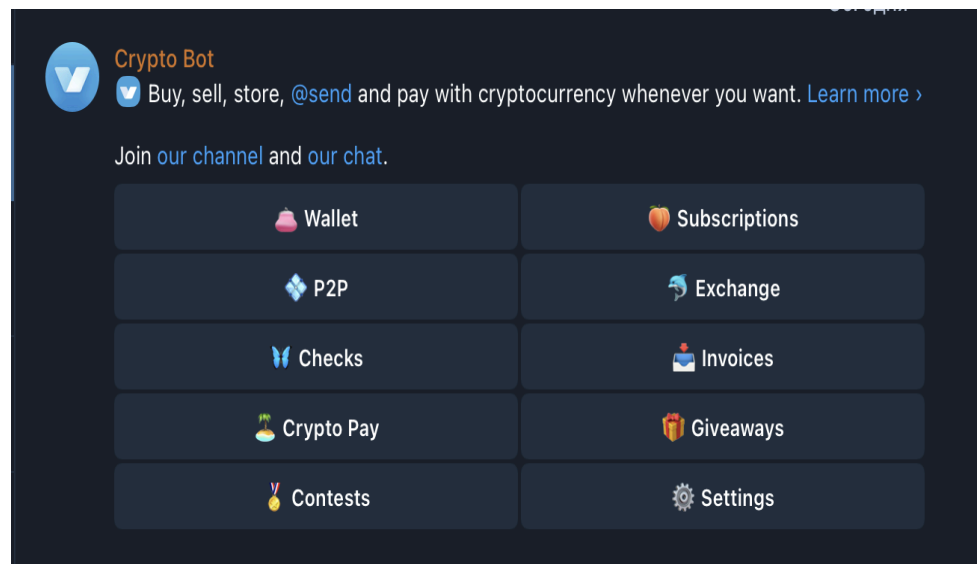 Сегодня
Crypto Bot
Buy, sell, store, @send and pay with cryptocurrency whenever you want. Learn more ›
Join our channel and our chat.
Wallet
Subscriptions
P2P
Exchange
Checks
Invoices
Crypto Pay
Giveaways
Contests
Settings